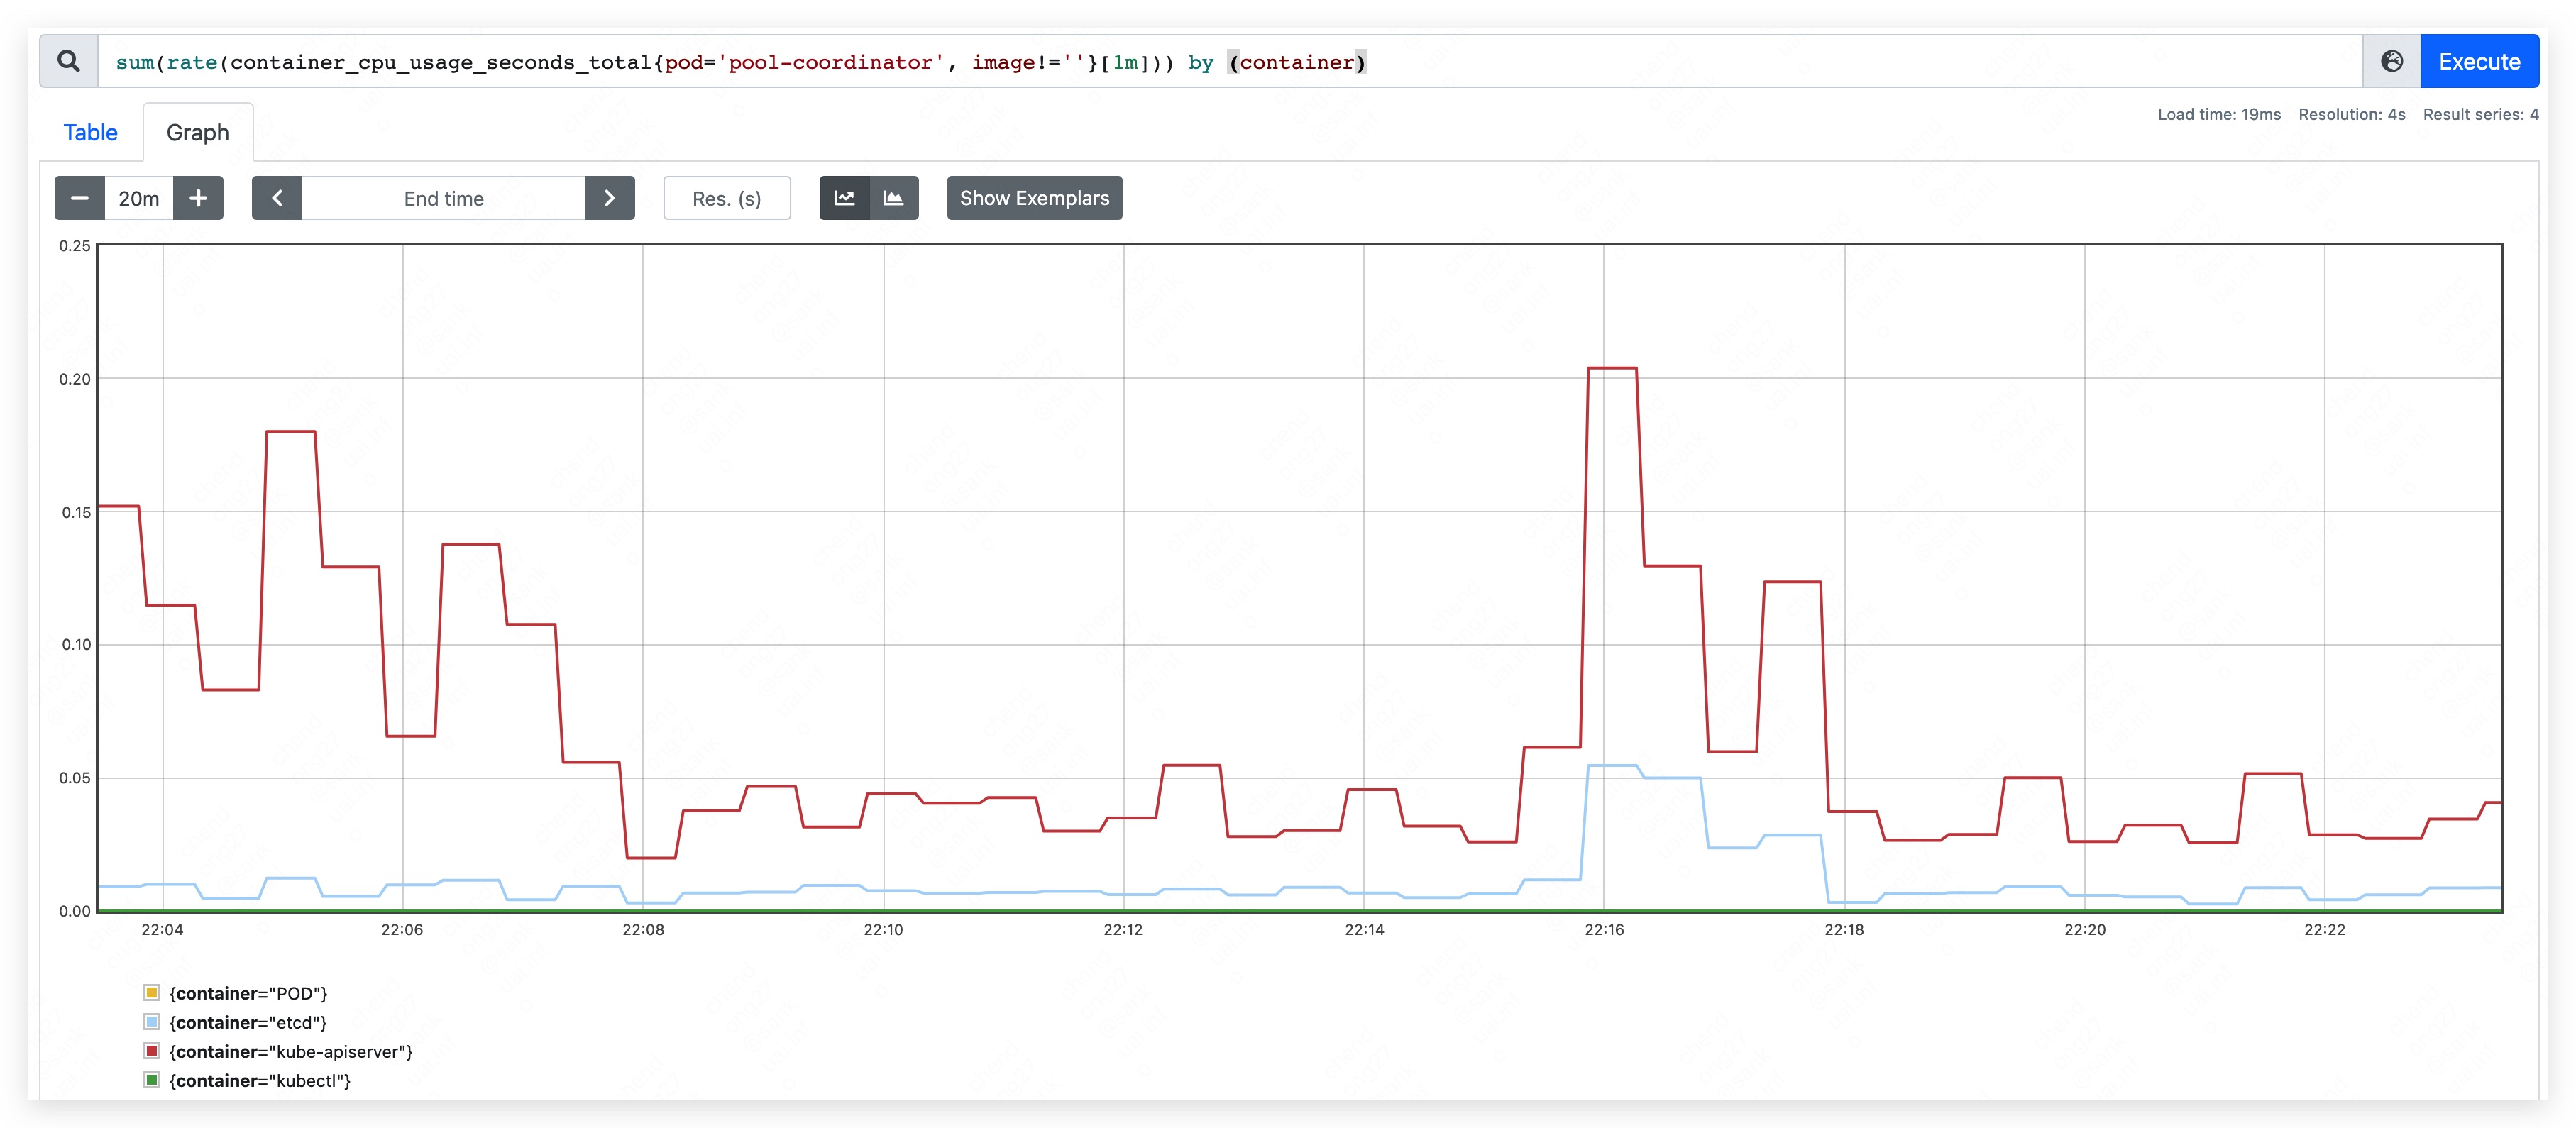 sum(rate(container_cpu_usage_seconds_total{pod='pool-coordinator', image!=''}[1m])) by (container)
Execute
Table
Graph
Load time: 19ms Resolution: 4s Result series: 4
20m
End time
Res. (s)
Show Exemplars
0.25
0.20
0.15
0.10
0.05
0.00
22:04 22:06 22:08 22:10 22:12 22:14 22:16 22:18 22:20 22:22
{container="POD"}
{container="etcd"}
{container="kube-apiserver"}
{container="kubectl"}